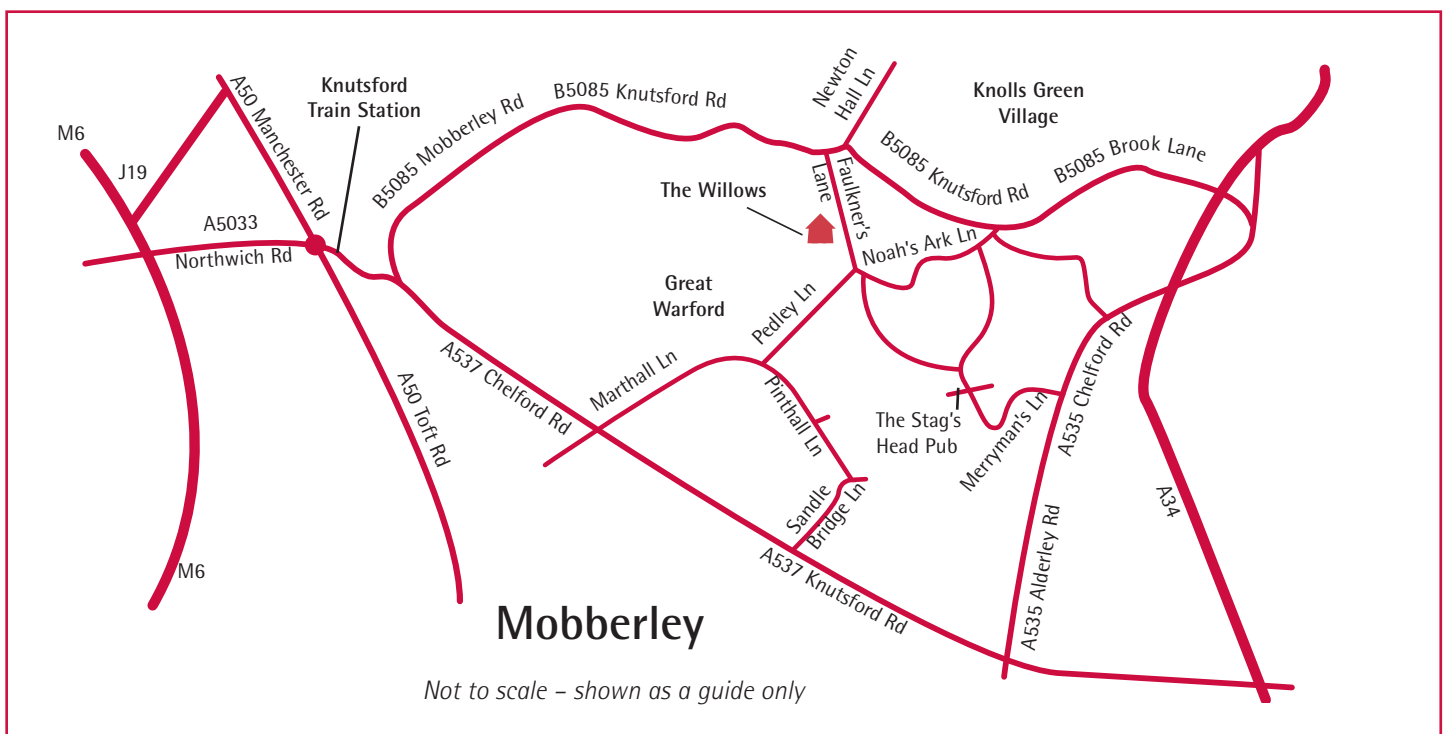 M6
J19
A50 Manchester Rd
Knutsford
Train Station
A5033
Northwich Rd
B5085 Mobberley Rd
B5085 Knutsford Rd
Newton
Hall Ln
Knolls Green
Village
B5085 Knutsford Rd
B5085 Brook Lane
The Willows
Faulkner's
Lane
Noah's Ark Ln
Great
Warford
Pedley Ln
Marthall Ln
A537 Chelford Rd
A50 Toft Rd
Pinthall Ln
The Stag's
Head Pub
Merryman's Ln
A535 Chelford Rd
A34
Sandle
Bridge Ln
A537 Knutsford Rd
A535 Alderley Rd
M6
Mobberley
Not to scale – shown as a guide only